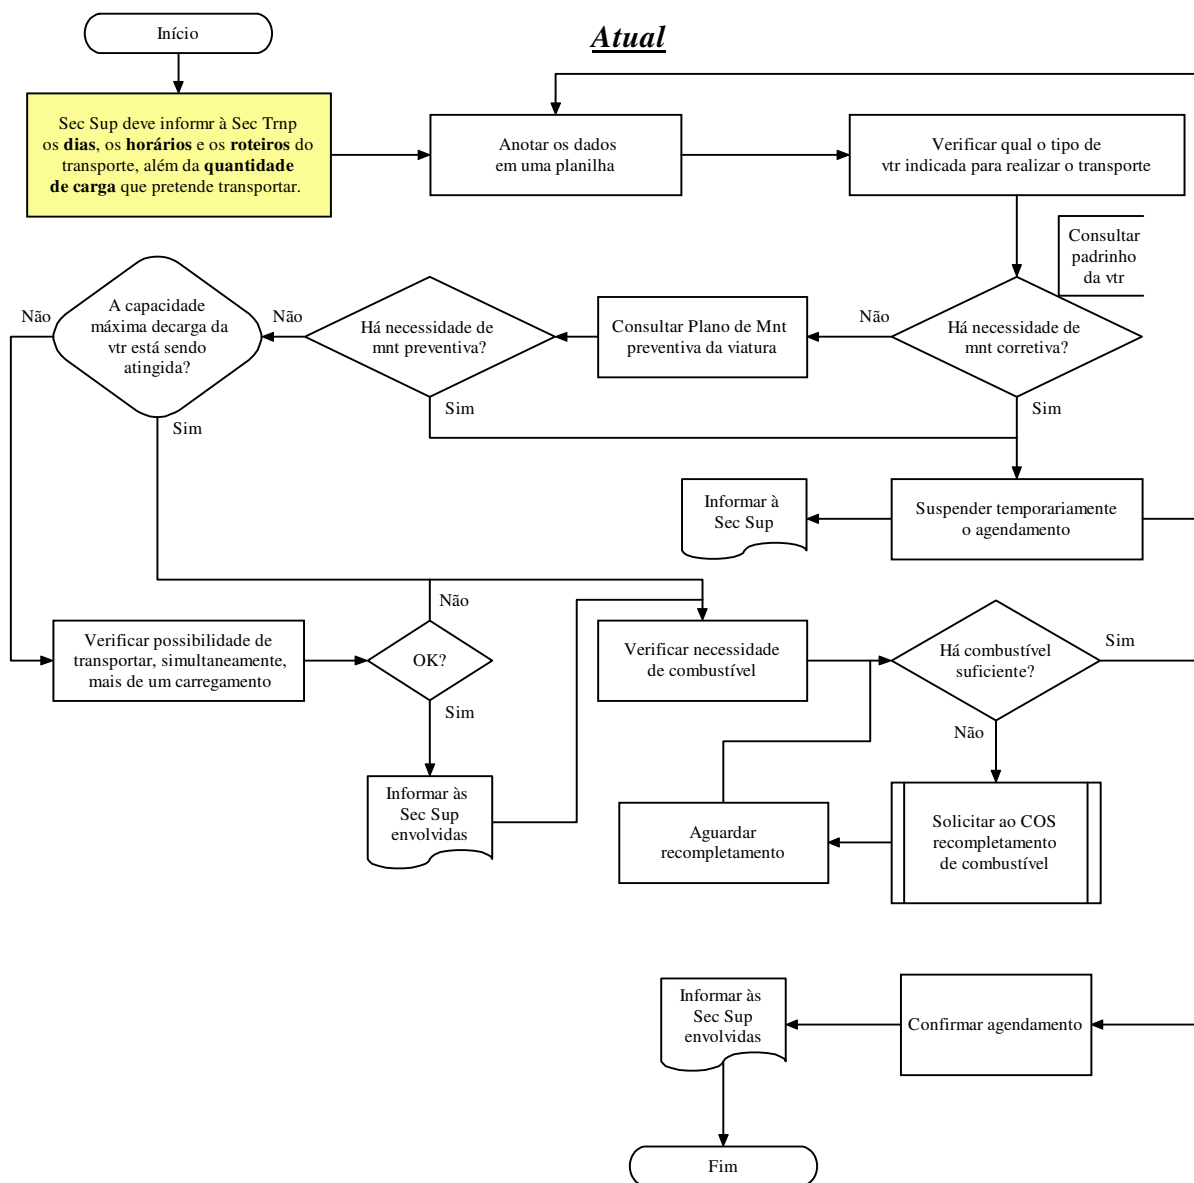 Início
Atual
Sec Sup deve informr à Sec Trnp
os dias, os horários e os roteiros do
transporte, além da quantidade
de carga que pretende transportar.
Anotar os dados
em uma planilha
Verificar qual o tipo de
vtr indicada para realizar o transporte
Consultar
padrinho
da vtr
Há necessidade de
mnt corretiva?
Não
Sim
Consultar Plano de Mnt
preventiva da viatura
Há necessidade de
mnt preventiva?
Não
Sim
A capacidade
máxima decarga da
vtr está sendo
atingida?
Não
Sim
Suspender temporariamente
o agendamento
Informar à
Sec Sup
Verificar possibilidade de
transportar, simultaneamente,
mais de um carregamento
OK?
Não
Sim
Informar às
Sec Sup
envolvidas
Verificar necessidade
de combustível
Há combustível
suficiente?
Sim
Não
Solicitar ao COS
recompletamento
de combustível
Aguardar
recompletamento
Confirmar agendamento
Informar às
Sec Sup
envolvidas
Fim